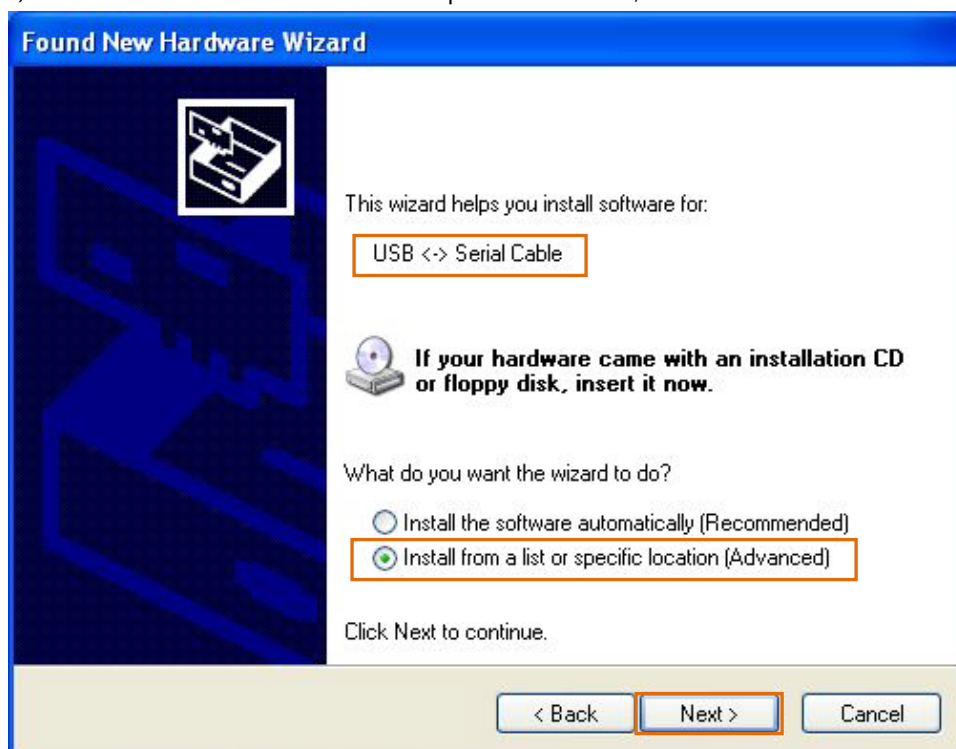 Found New Hardware Wizard
This wizard helps you install software for:
USB <-> Serial Cable
If your hardware came with an installation CD
or floppy disk, insert it now.
What do you want the wizard to do?
Install the software automatically (Recommended)
Install from a list or specific location (Advanced)
Click Next to continue.
< Back
Next >
Cancel